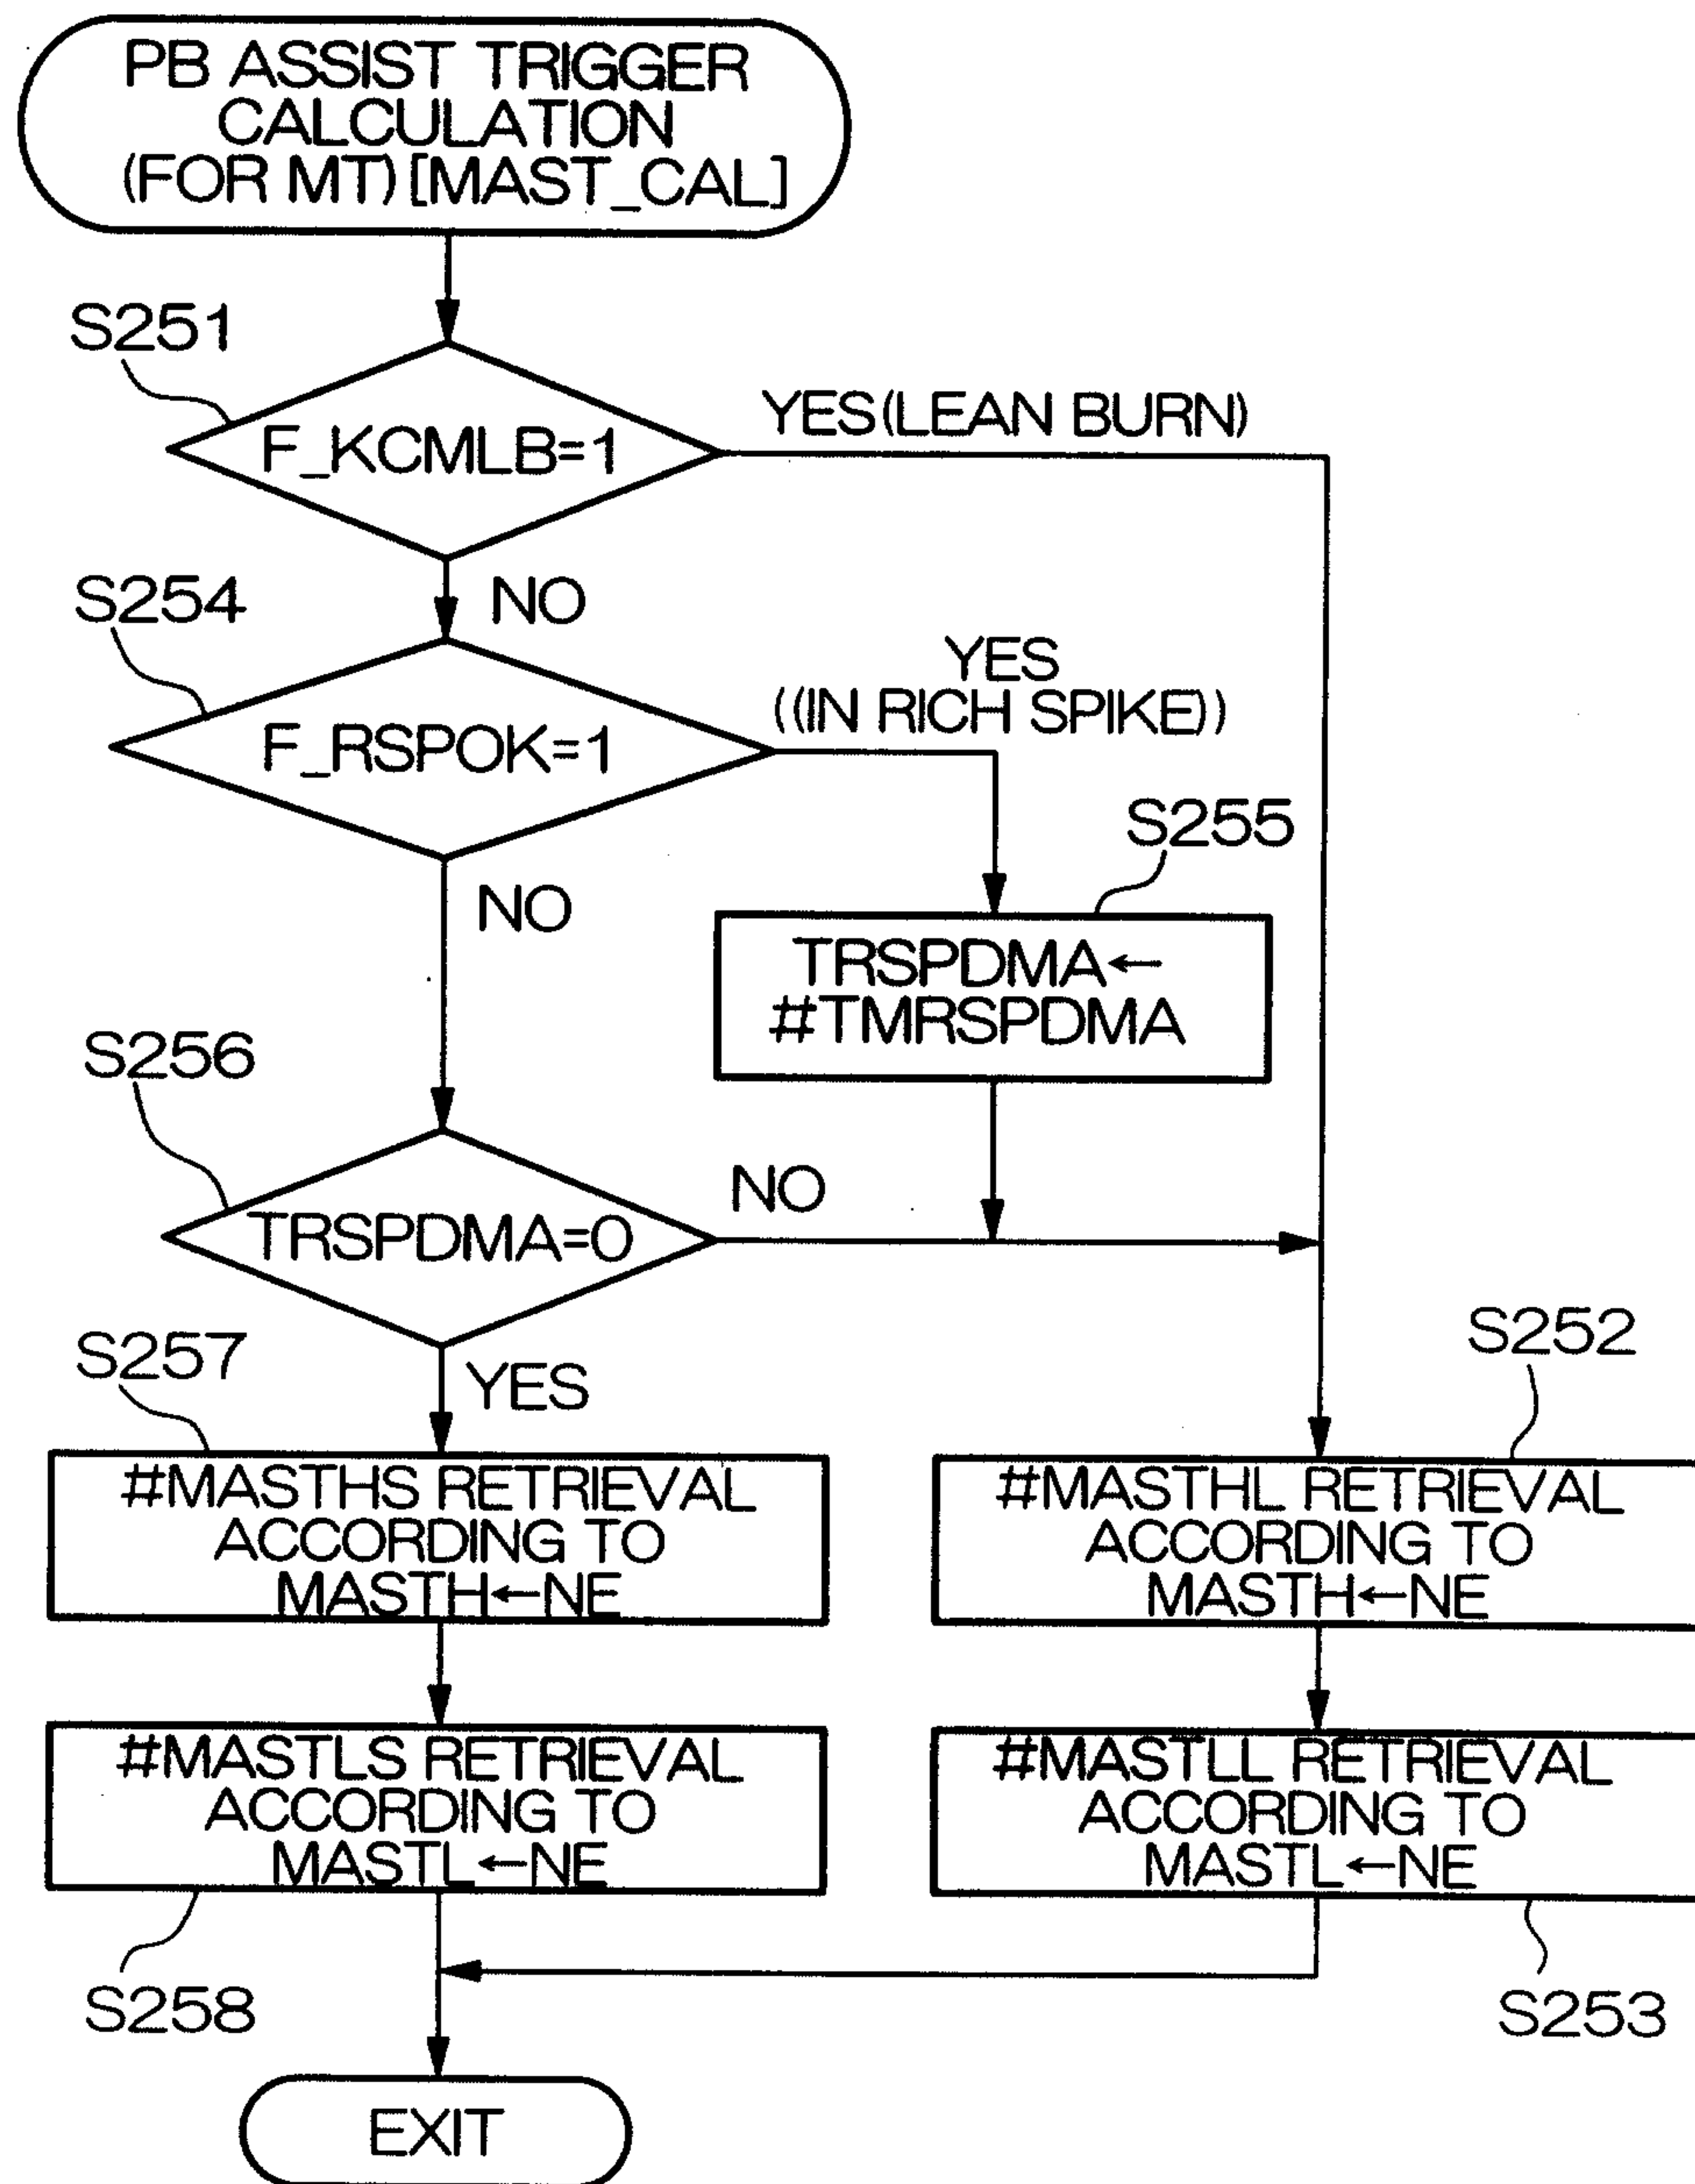 PB ASSIST TRIGGER
CALCULATION
(FOR MT) [MAST_CAL]
S251
F_KCMLB=1
YES(LEAN BURN)
NO
S254
F_RSPOK=1
YES
((IN RICH SPIKE))
NO
S255
TRSPDMA←
#TMRSPDMA
S256
TRSPDMA=0
NO
YES
S257
#MASTHS RETRIEVAL
ACCORDING TO
MASTH←NE
S252
#MASTHL RETRIEVAL
ACCORDING TO
MASTH←NE
#MASTLS RETRIEVAL
ACCORDING TO
MASTL←NE
S258
#MASTLL RETRIEVAL
ACCORDING TO
MASTL←NE
S253
EXIT